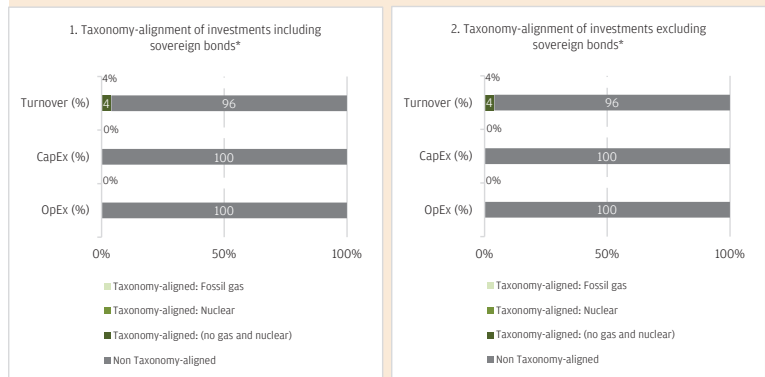 1. Taxonomy-alignment of investments including
sovereign bonds*
4%
Turnover (%)
4
96
0%
CapEx (%)
100
0%
OpEx (%)
100
0%
50%
100%
Taxonomy-aligned: Fossil gas
Taxonomy-aligned: Nuclear
Taxonomy-aligned: (no gas and nuclear)
Non Taxonomy-aligned
2. Taxonomy-alignment of investments excluding
sovereign bonds*
4%
Turnover (%)
4
96
0%
CapEx (%)
100
0%
OpEx (%)
100
0%
50%
100%
Taxonomy-aligned: Fossil gas
Taxonomy-aligned: Nuclear
Taxonomy-aligned: (no gas and nuclear)
Non Taxonomy-aligned